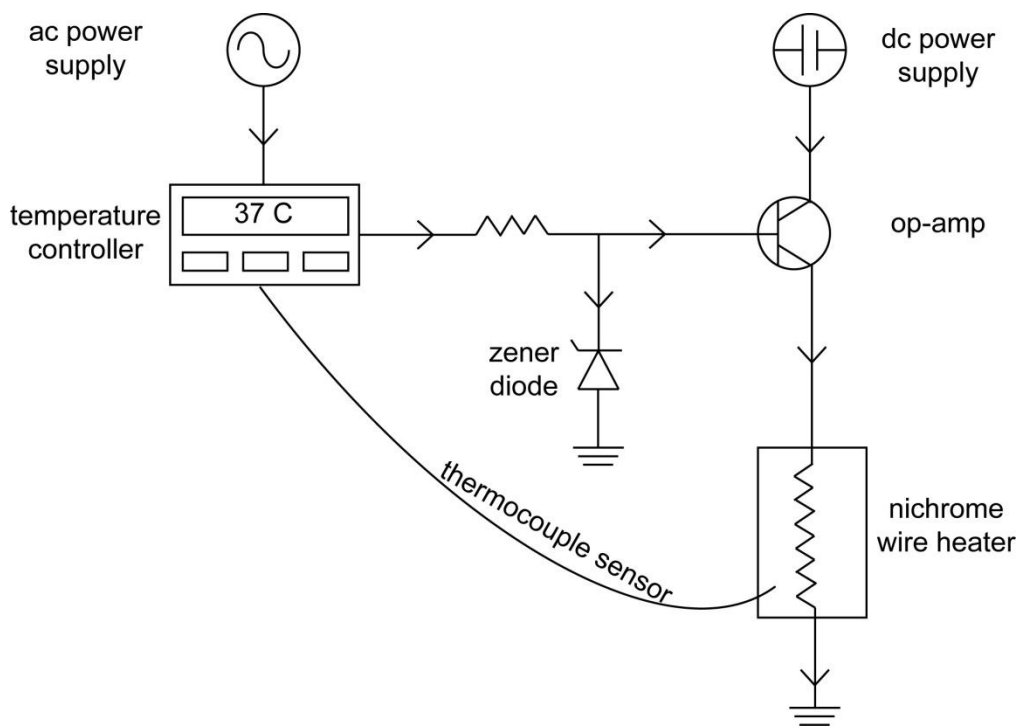 ac power
supply
dc power
supply
temperature
controller
37 C
op-amp
zener
diode
thermocouple sensor
nichrome
wire heater